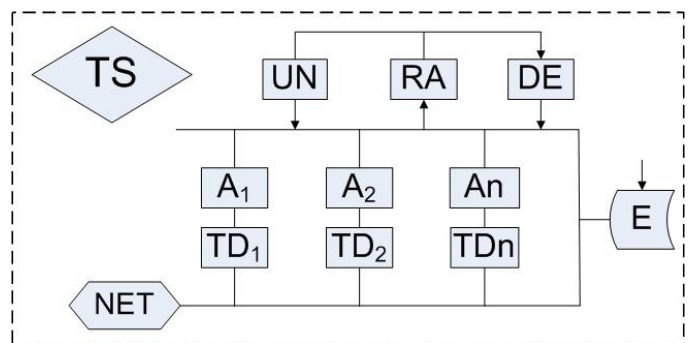 TS
UN RA DE
A₁ A₂ An
E
TD₁ TD₂ TDn
NET